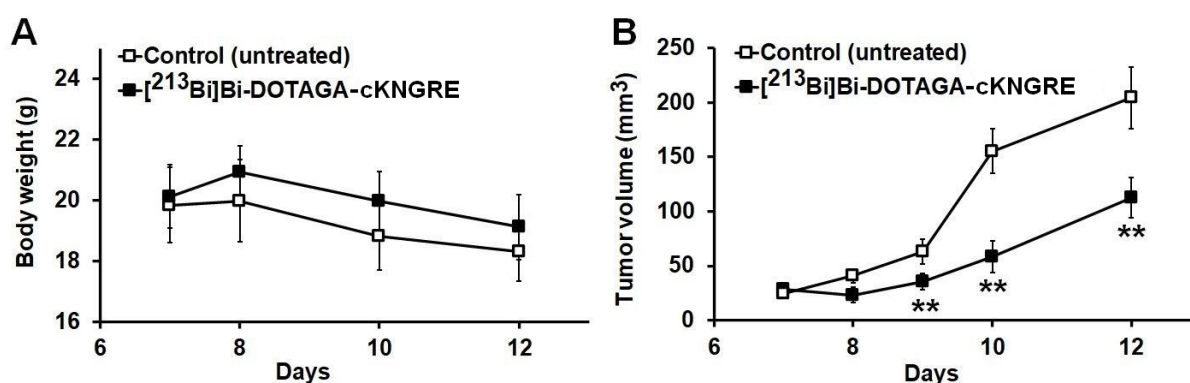 A
Control (untreated)
[²¹³Bi]Bi-DOTAGA-cKNGRE
Body weight (g)
24
22
20
18
16
6
8
10
12
Days
B
Control (untreated)
[²¹³Bi]Bi-DOTAGA-cKNGRE
Tumor volume (mm³)
250
200
150
100
50
0
**
**
**
6
8
10
12
Days